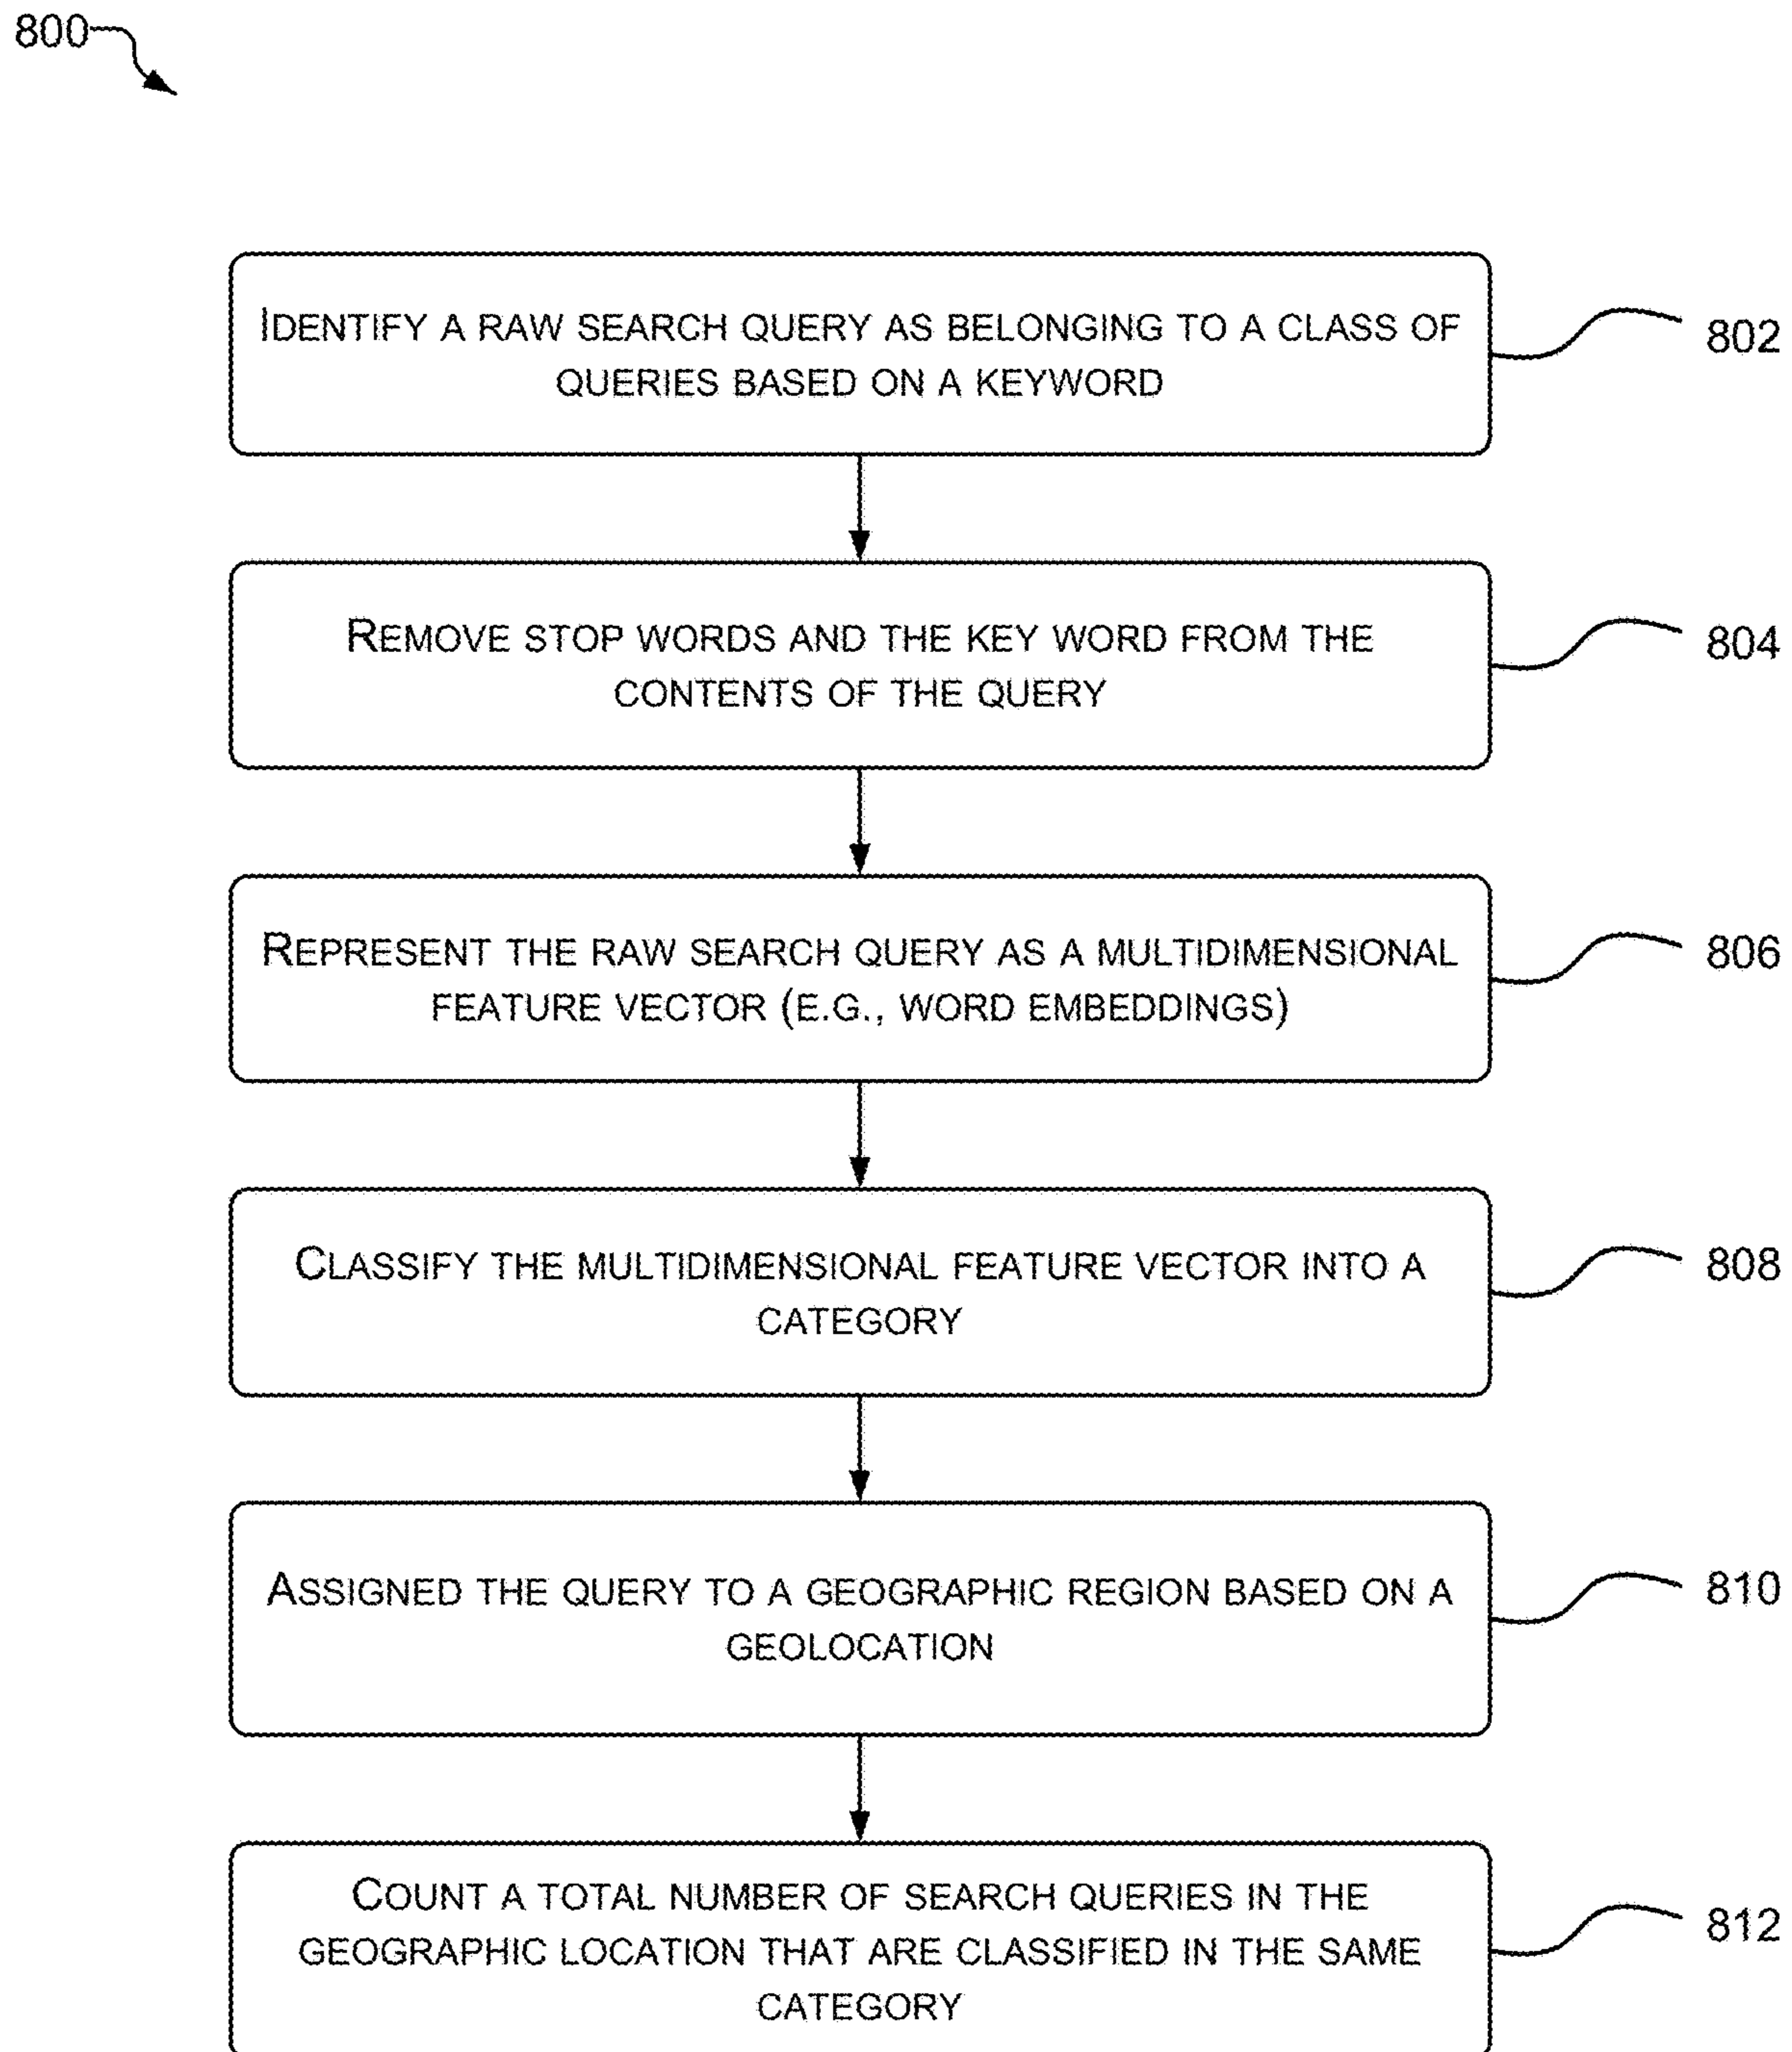 800
IDENTIFY A RAW SEARCH QUERY AS BELONGING TO A CLASS OF
QUERIES BASED ON A KEYWORD
802
REMOVE STOP WORDS AND THE KEY WORD FROM THE
CONTENTS OF THE QUERY
804
REPRESENT THE RAW SEARCH QUERY AS A MULTIDIMENSIONAL
FEATURE VECTOR (E.G., WORD EMBEDDINGS)
806
CLASSIFY THE MULTIDIMENSIONAL FEATURE VECTOR INTO A
CATEGORY
808
ASSIGNED THE QUERY TO A GEOGRAPHIC REGION BASED ON A
GEOLOCATION
810
COUNT A TOTAL NUMBER OF SEARCH QUERIES IN THE
GEOGRAPHIC LOCATION THAT ARE CLASSIFIED IN THE SAME
CATEGORY
812